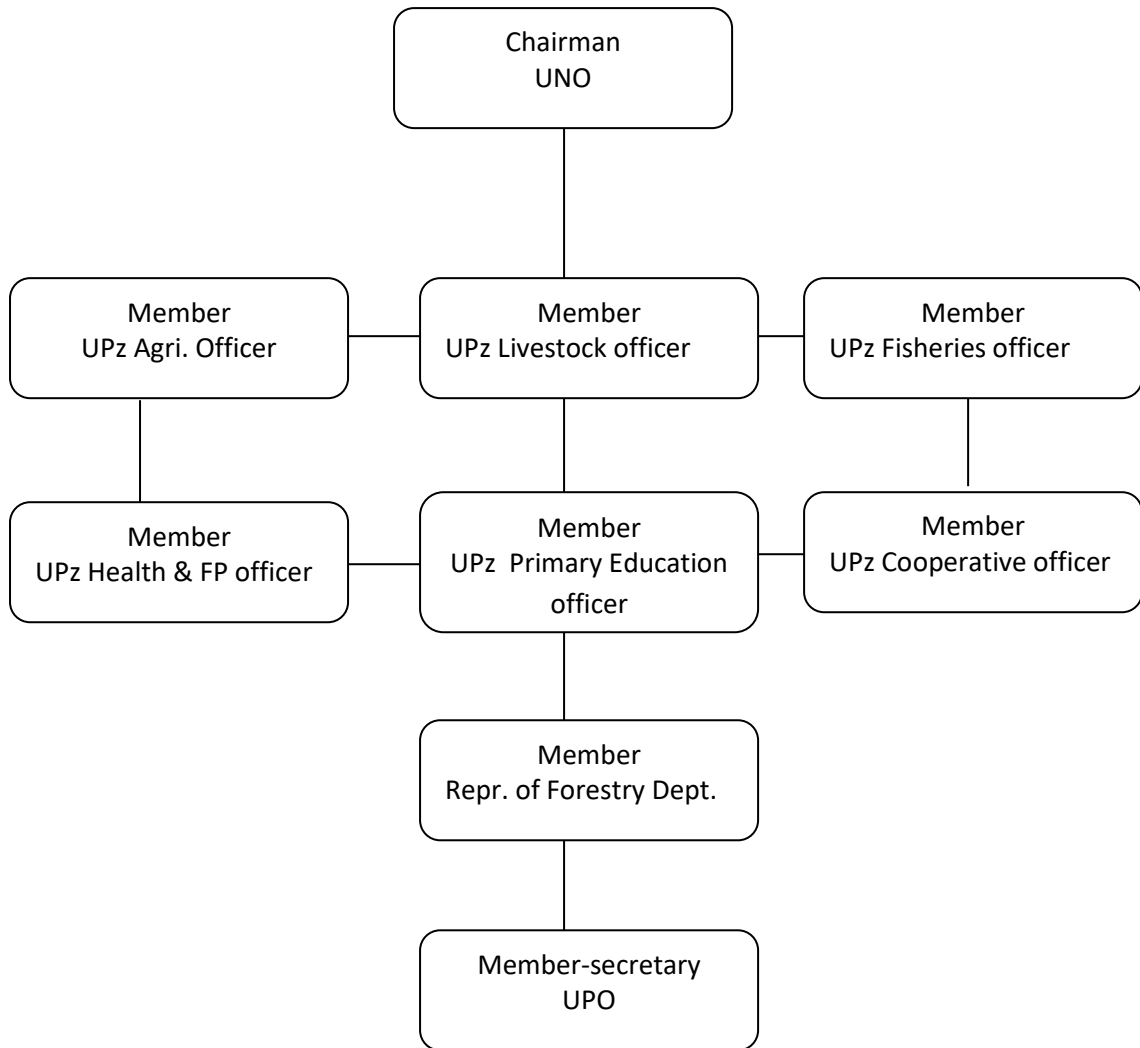 Chairman
UNO
Member
UPz Agri. Officer
Member
UPz Livestock officer
Member
UPz Fisheries officer
Member
UPz Health & FP officer
Member
UPz  Primary Education
officer
Member
UPz Cooperative officer
Member
Repr. of Forestry Dept.
Member-secretary
UPO